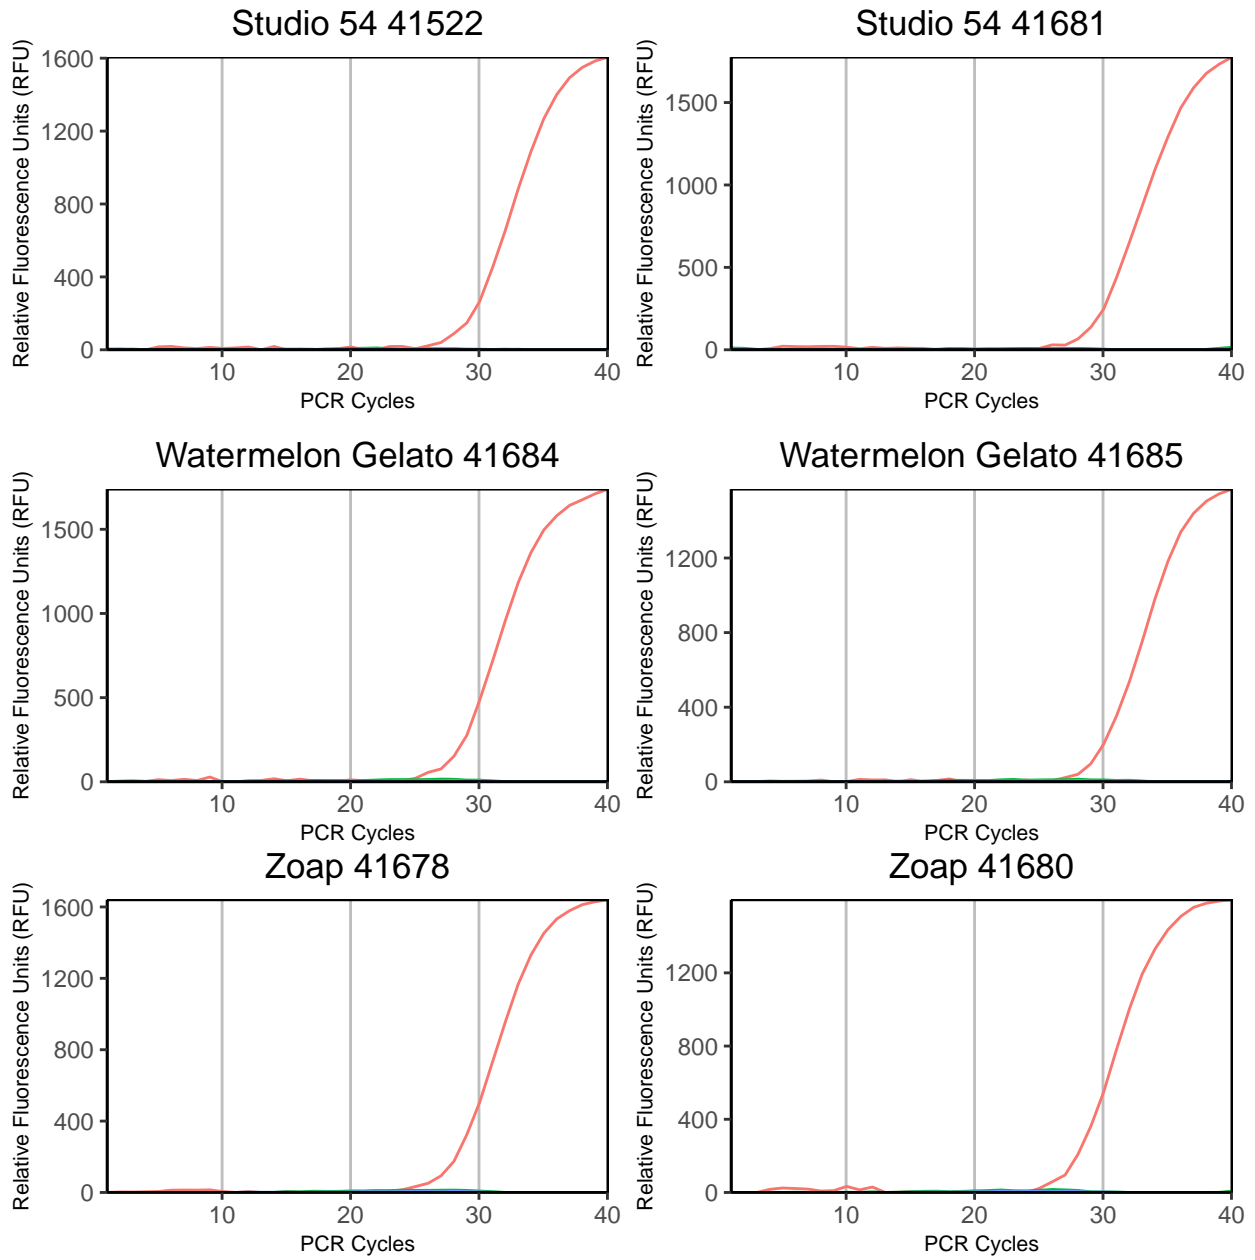 Studio 54 41522
Relative Fluorescence Units (RFU)
1600
1200
800
400
0
10 20 30 40
PCR Cycles
Studio 54 41681
Relative Fluorescence Units (RFU)
1500
1000
500
0
10 20 30 40
PCR Cycles
Watermelon Gelato 41684
Relative Fluorescence Units (RFU)
1500
1000
500
0
10 20 30 40
PCR Cycles
Watermelon Gelato 41685
Relative Fluorescence Units (RFU)
1200
800
400
0
10 20 30 40
PCR Cycles
Zoap 41678
Relative Fluorescence Units (RFU)
1600
1200
800
400
0
10 20 30 40
PCR Cycles
Zoap 41680
Relative Fluorescence Units (RFU)
1200
800
400
0
10 20 30 40
PCR Cycles